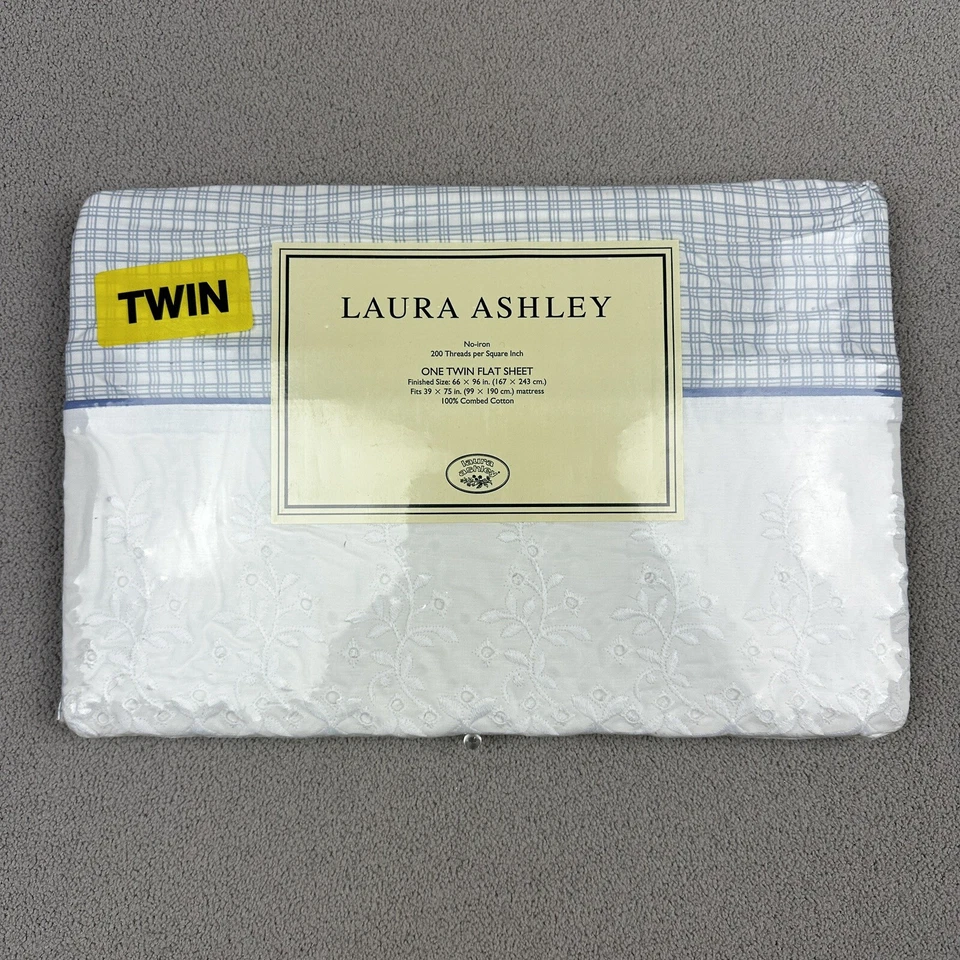 TWIN
LAURA ASHLEY
No-iron
200 Threads per Square Inch
ONE TWIN FLAT SHEET
Finished Size: 66 × 96 in. (167 × 243 cm.)
Fits 39 × 75 in. (99 × 190 cm.) mattress
100% Combed Cotton
laura
ashley